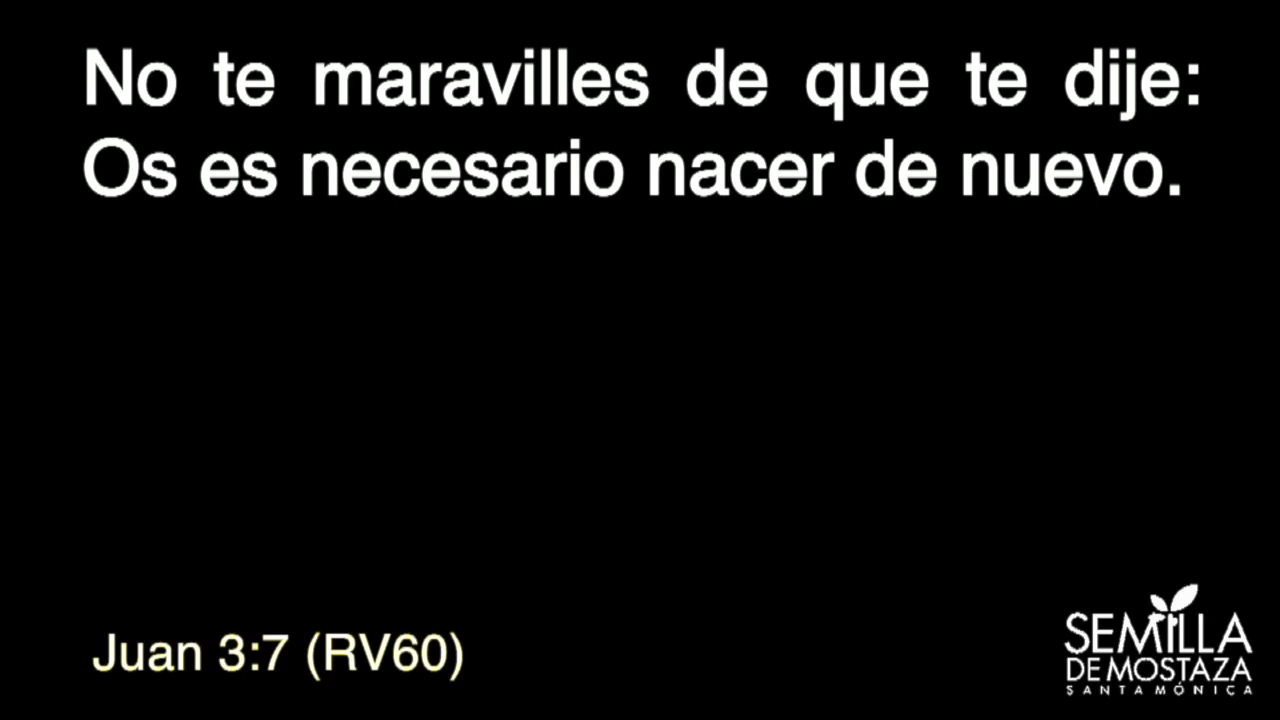 No te maravilles de que te dije:
Os es necesario nacer de nuevo.
Juan 3:7 (RV60)
SEMILLA
DE MOSTAZA
SANTA MÓNICA